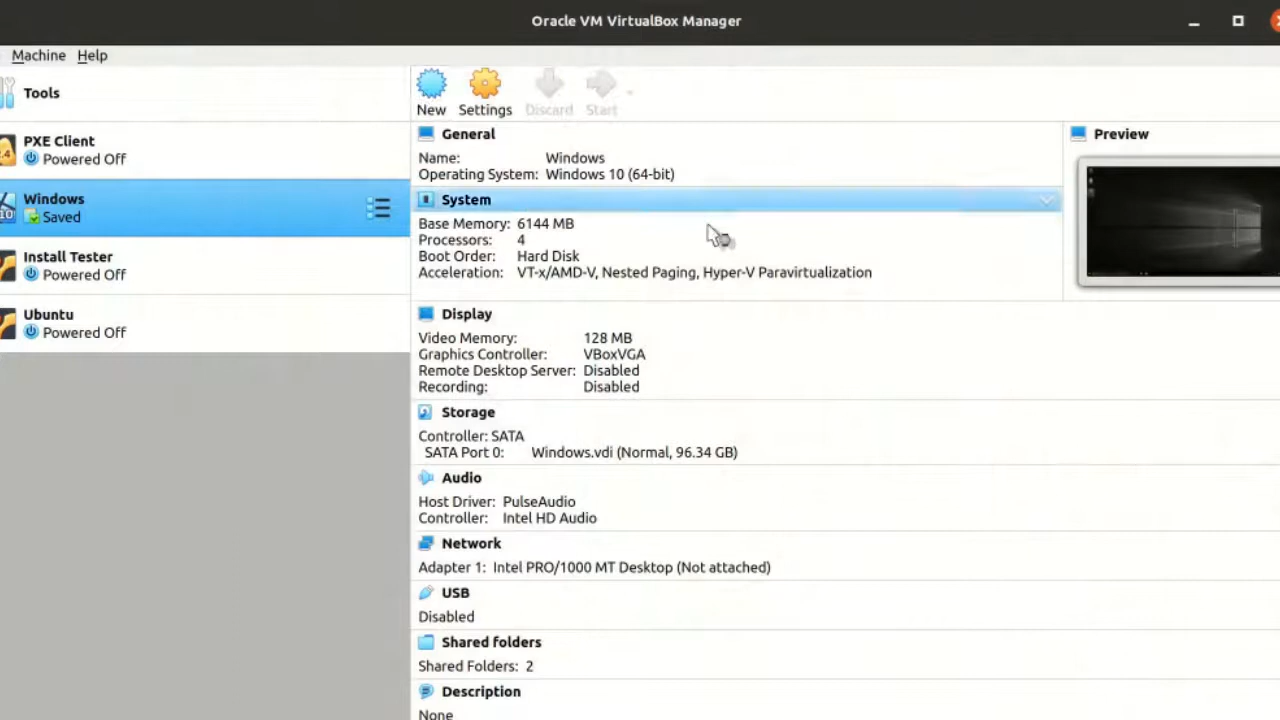 Oracle VM VirtualBox Manager
Machine Help
Tools
New Settings Discard Start
PXE Client
Powered Off
Windows
Saved
Install Tester
Powered Off
Ubuntu
Powered Off
General
Name: Windows
Operating System: Windows 10 (64-bit)
System
Base Memory: 6144 MB
Processors: 4
Boot Order: Hard Disk
Acceleration: VT-x/AMD-V, Nested Paging, Hyper-V Paravirtualization
Display
Video Memory: 128 MB
Graphics Controller: VBoxVGA
Remote Desktop Server: Disabled
Recording: Disabled
Storage
Controller: SATA
SATA Port 0: Windows.vdi (Normal, 96.34 GB)
Audio
Host Driver: PulseAudio
Controller: Intel HD Audio
Network
Adapter 1: Intel PRO/1000 MT Desktop (Not attached)
USB
Disabled
Shared folders
Shared Folders: 2
Description
None
Preview